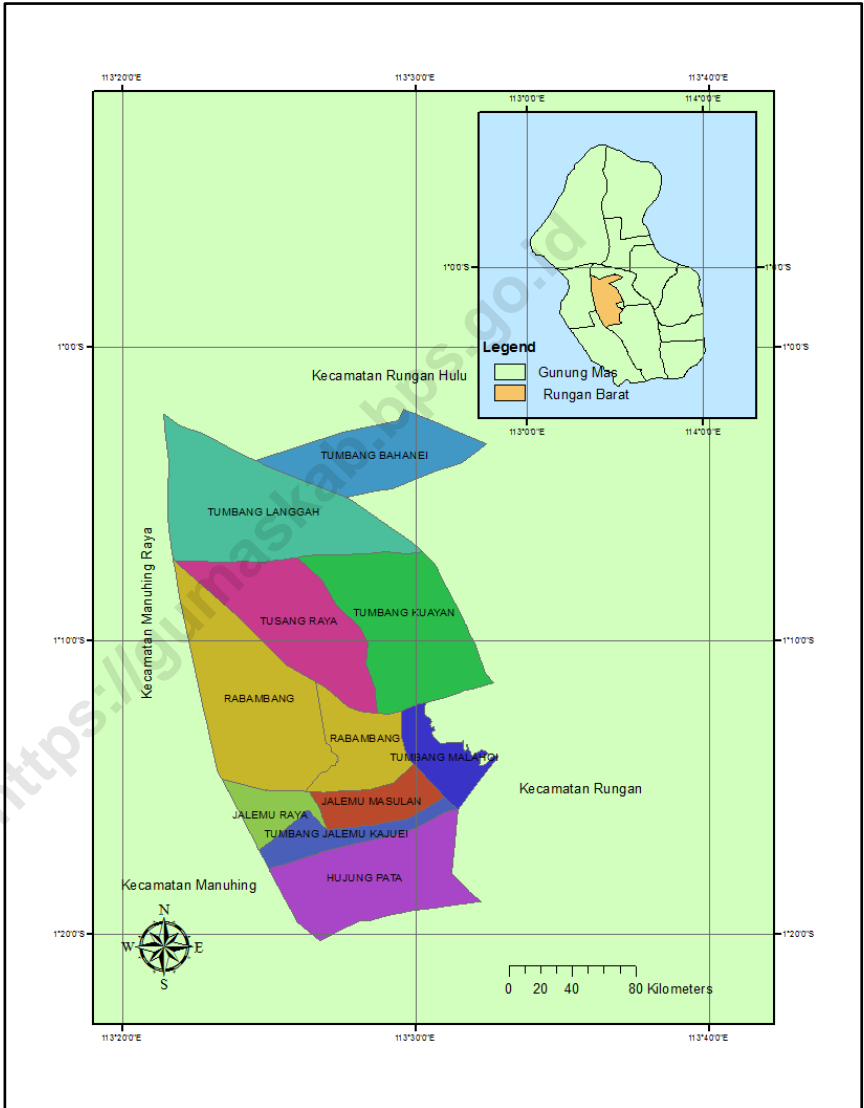 113°20'0"E
113°30'0"E
113°40'0"E
113°0'0"E
114°0'0"E
1°0'0"S
Legend
Gunung Mas
Rungan Barat
113°0'0"E
114°0'0"E
1°0'0"S
1°0'0"S
Kecamatan Rungan Hulu
TUMBANG BAHANEI
TUMBANG LANGGAH
Kecamatan Manuhing Raya
TUSANG RAYA
TUMBANG KUAYAN
1°10'0"S
1°10'0"S
RABAMBANG
RABAMBANG
TUMBANG MALAHOI
Kecamatan Rungan
JALEMU MASULAN
JALEMU RAYA
TUMBANG JALEMU KAJUEI
HUJUNG PATA
Kecamatan Manuhing
N
W
E
S
1°20'0"S
1°20'0"S
0 20 40 80 Kilometers
113°20'0"E
113°30'0"E
113°40'0"E
https://gumaskab.bps.go.id